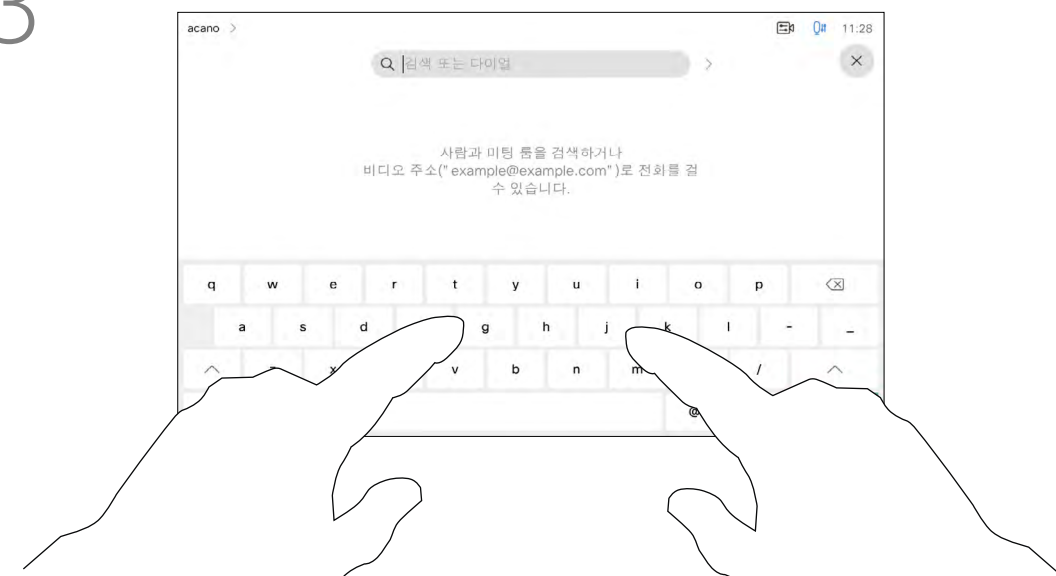 3
acano >
11:28
검색 또는 다이얼 >
사람과 미팅 룸을 검색하거나
비디오 주소("example@example.com")로 전화를 걸
수 있습니다.
q w e r t y u i o p
a s d g h j k l - _
x v b n m /
@